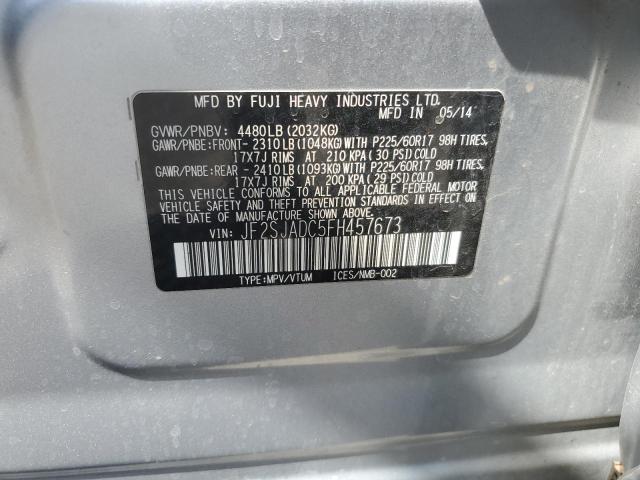 MFD BY FUJI HEAVY INDUSTRIES LTD.
MFD IN 05/14
GVWR/PNBV: 4480LB(2032KG)
GAWR/PNBE:FRONT- 2310LB(1048KG)WITH P225/60R17 98H TIRES,
17X7J RIMS AT 210 KPA(30 PSI)COLD
GAWR/PNBE:REAR - 2410LB(1093KG)WITH P225/60R17 98H TIRES,
17X7J RIMS AT 200 KPA(29 PSI)COLD
THIS VEHICLE CONFORMS TO ALL APPLICABLE FEDERAL MOTOR
VEHICLE SAFETY, BUMPER, AND THEFT PREVENTION STANDARDS IN EFFECT ON
THE DATE OF MANUFACTURE SHOWN ABOVE.
VIN: JF2SJADC5FH457673
TYPE:MPV/VTUM ICES/NMB-002